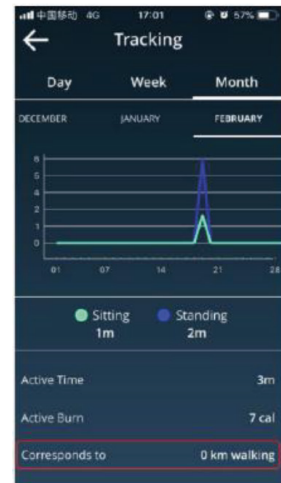 中国移动 4G 17:01 57%
Tracking
Day Week Month
DECEMBER JANUARY FEBRUARY
6
5
4
2
1
0
01 07 14 21 28
Sitting Standing
1m 2m
Active Time 3m
Active Burn 7 cal
Corresponds to 0 km walking